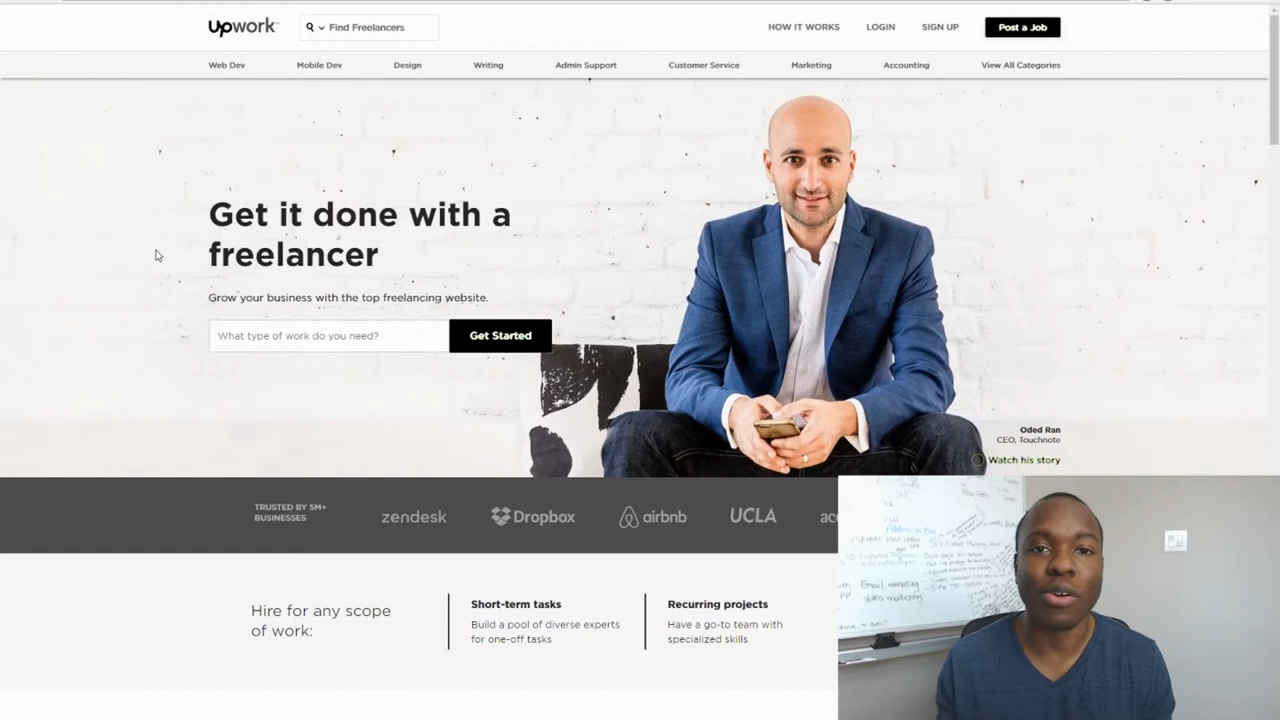 Upwork
Find Freelancers
HOW IT WORKS
LOGIN
SIGN UP
Post a Job
Web Dev
Mobile Dev
Design
Writing
Admin Support
Customer Service
Marketing
Accounting
View All Categories
Get it done with a
freelancer
Grow your business with the top freelancing website.
What type of work do you need?
Get Started
Oded Ran
CEO, Touchnote
Watch his story
TRUSTED BY 5M+
BUSINESSES
zendesk
Dropbox
airbnb
UCLA
Hire for any scope
of work:
Short-term tasks
Build a pool of diverse experts
for one-off tasks
Recurring projects
Have a go-to team with
specialized skills
Email marketing
Video marketing